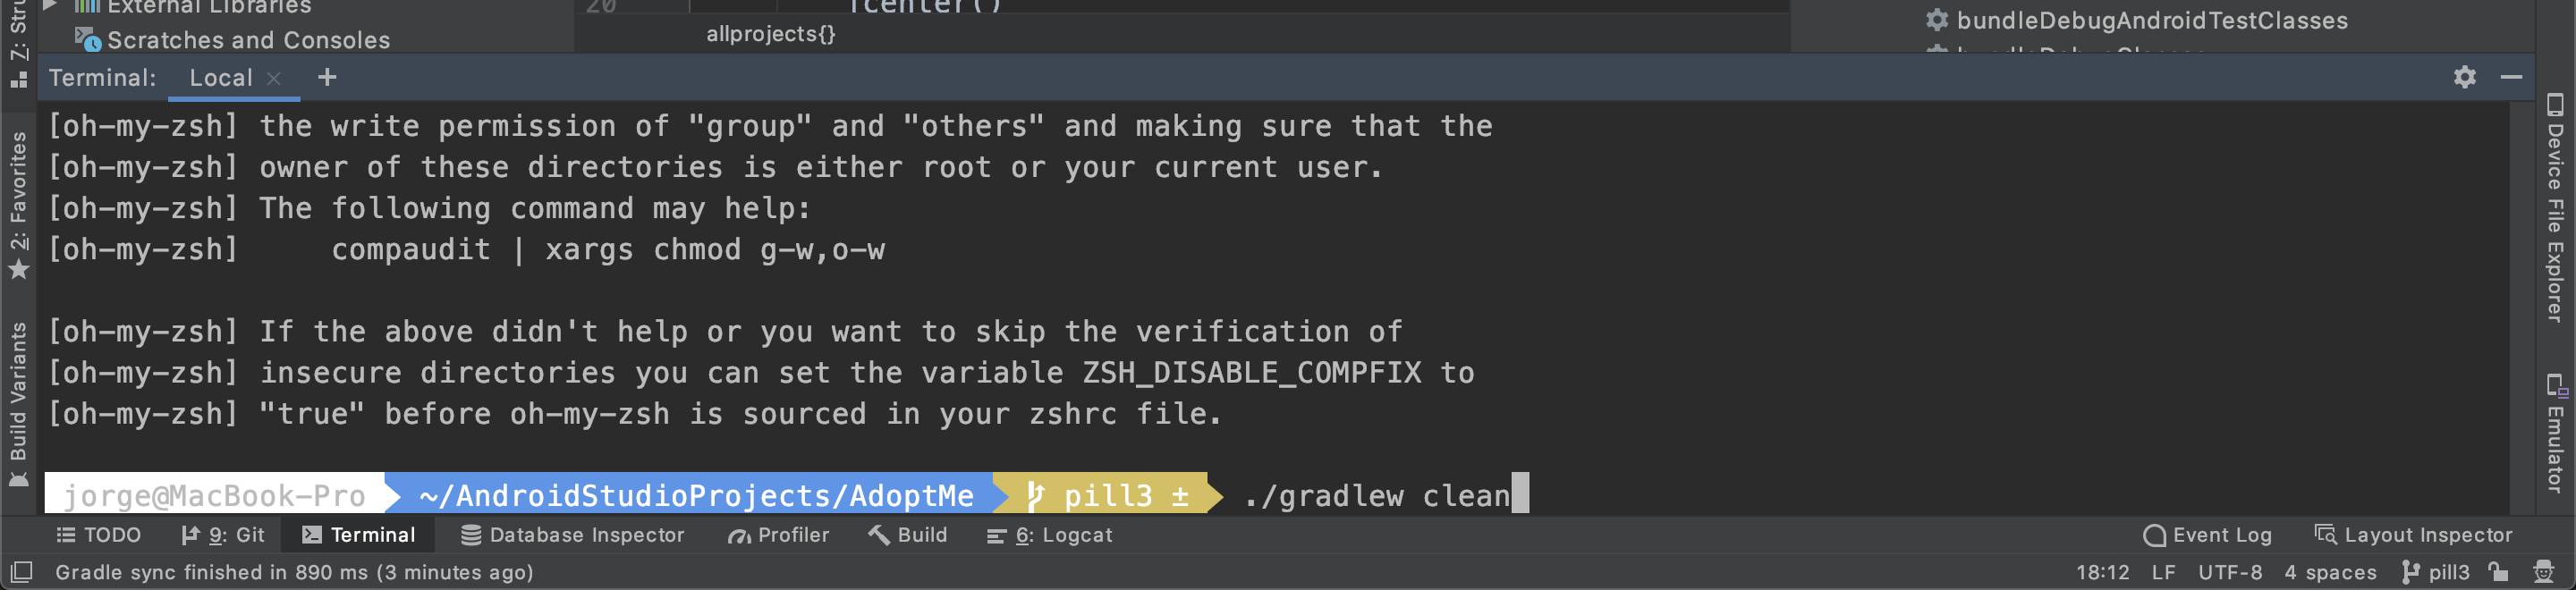 External Libraries
Scratches and Consoles
20
jcenter()
allprojects{}
bundleDebugAndroidTestClasses
Terminal: Local × +
[oh-my-zsh] the write permission of "group" and "others" and making sure that the
[oh-my-zsh] owner of these directories is either root or your current user.
[oh-my-zsh] The following command may help:
[oh-my-zsh]     compaudit | xargs chmod g-w,o-w
[oh-my-zsh] If the above didn't help or you want to skip the verification of
[oh-my-zsh] insecure directories you can set the variable ZSH_DISABLE_COMPFIX to
[oh-my-zsh] "true" before oh-my-zsh is sourced in your zshrc file.
jorge@MacBook-Pro ~/AndroidStudioProjects/AdoptMe pill3 ± ./gradlew clean
TODO 9: Git Terminal Database Inspector Profiler Build 6: Logcat Event Log Layout Inspector
Gradle sync finished in 890 ms (3 minutes ago) 18:12 LF UTF-8 4 spaces pill3
2: Favorites
Build Variants
Device File Explorer
Emulator